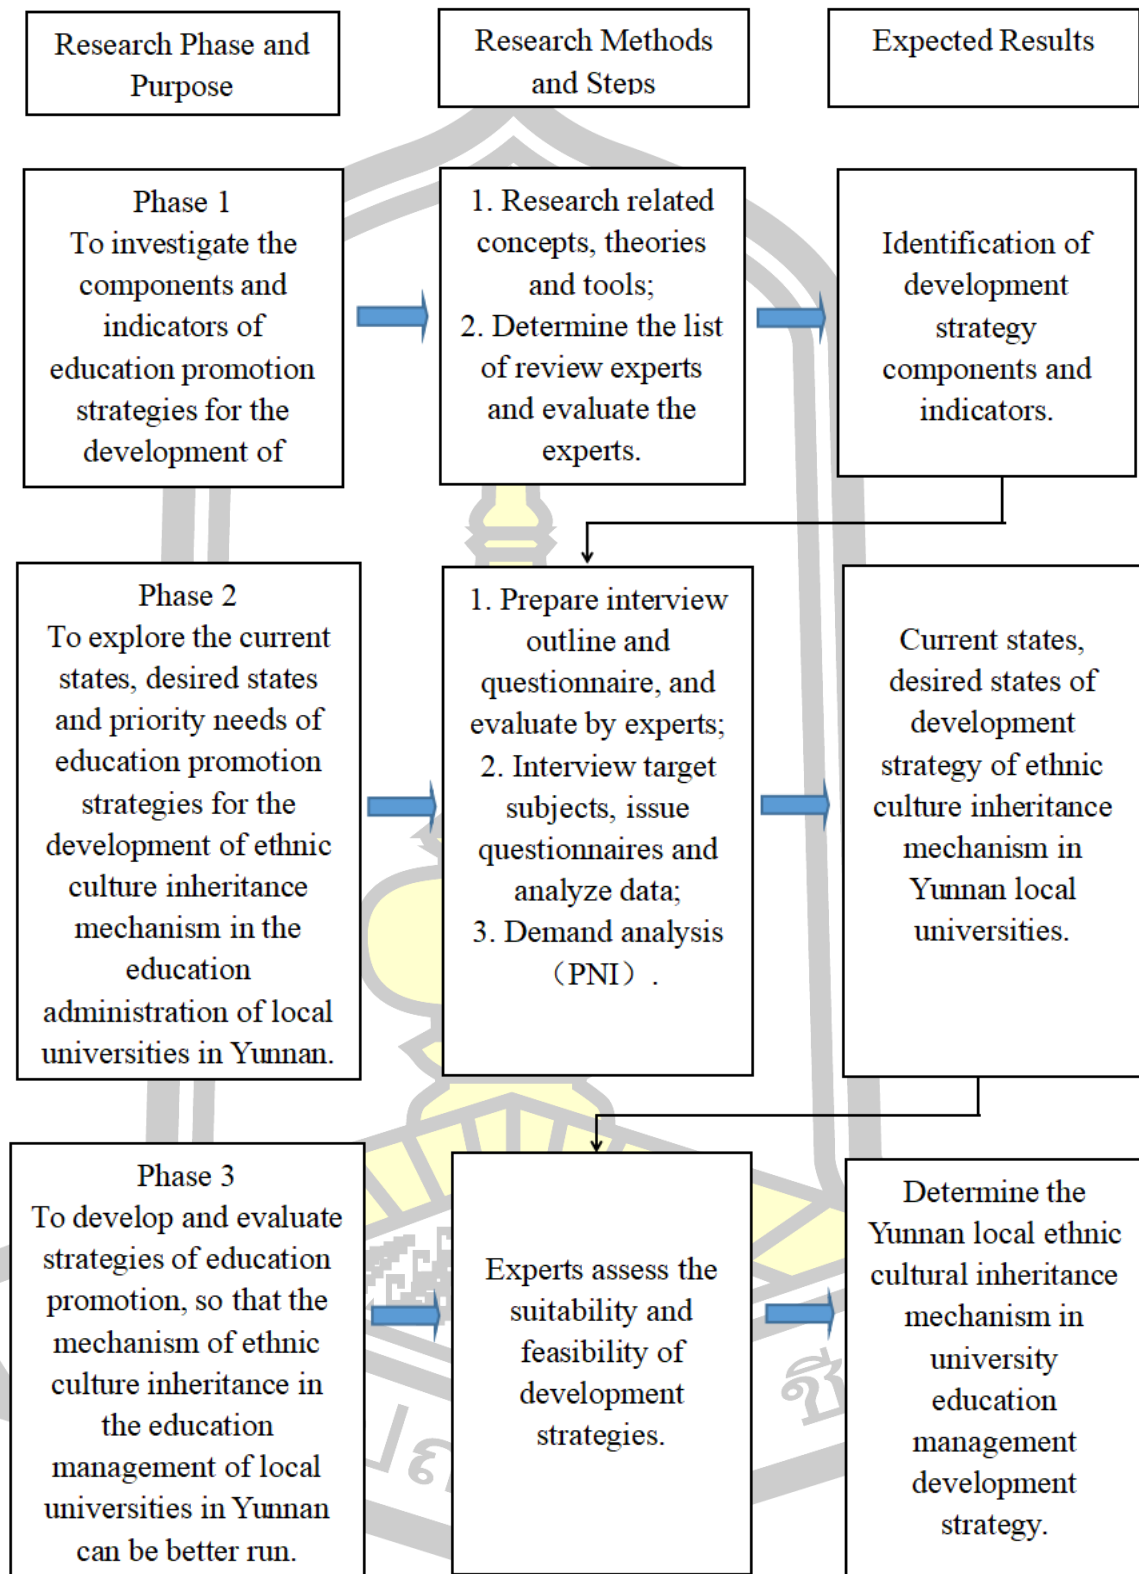 Research Phase and
Purpose
Research Methods
and Steps
Expected Results
Phase 1
To investigate the
components and
indicators of
education promotion
strategies for the
development of
1. Research related
concepts, theories
and tools;
2. Determine the list
of review experts
and evaluate the
experts.
Identification of
development
strategy
components and
indicators.
Phase 2
To explore the current
states, desired states
and priority needs of
education promotion
strategies for the
development of ethnic
culture inheritance
mechanism in the
education
administration of local
universities in Yunnan.
1. Prepare interview
outline and
questionnaire, and
evaluate by experts;
2. Interview target
subjects, issue
questionnaires and
analyze data;
3. Demand analysis
（PNI）.
Current states,
desired states of
development
strategy of ethnic
culture inheritance
mechanism in
Yunnan local
universities.
Phase 3
To develop and evaluate
strategies of education
promotion, so that the
mechanism of ethnic
culture inheritance in
the education
management of local
universities in Yunnan
can be better run.
Experts assess the
suitability and
feasibility of
development
strategies.
Determine the
Yunnan local ethnic
cultural inheritance
mechanism in
university
education
management
development
strategy.